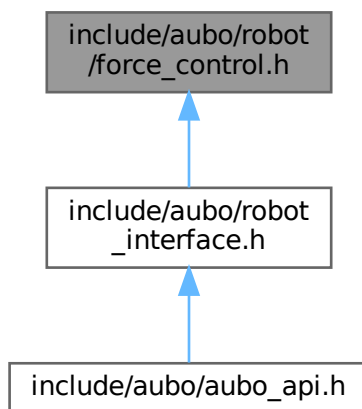 include/aubo/robot
/force_control.h
include/aubo/robot
_interface.h
include/aubo/aubo_api.h